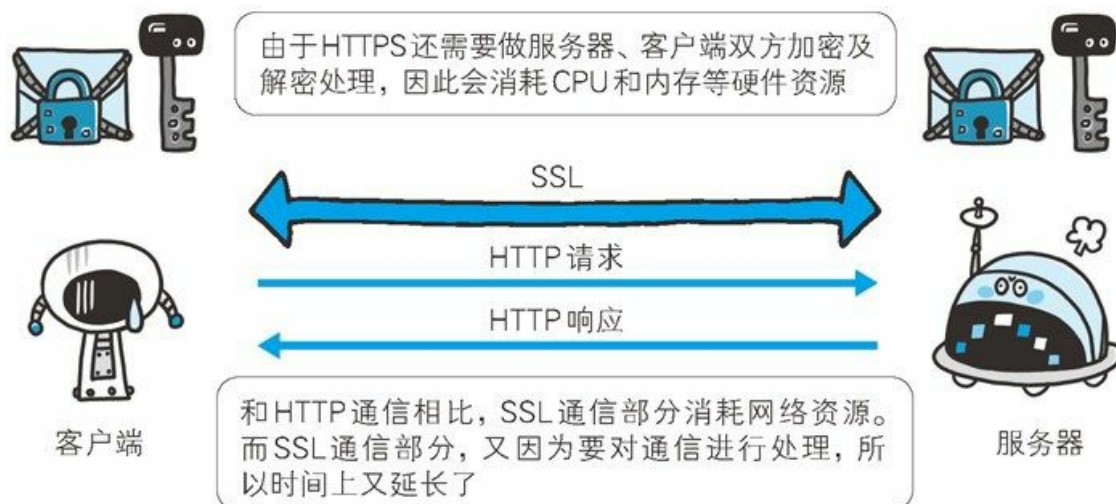 由于HTTPS还需要做服务器、客户端双方加密及
解密处理，因此会消耗CPU和内存等硬件资源
SSL
HTTP请求
HTTP响应
客户端
服务器
和HTTP通信相比，SSL通信部分消耗网络资源。
而SSL通信部分，又因为要对通信进行处理，所
以时间上又延长了